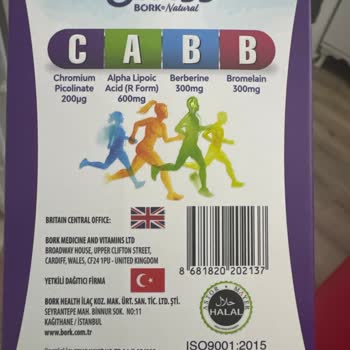 BORK®Natural
C A B B
Chromium Picolinate 200µg
Alpha Lipoic Acid (R Form) 600mg
Berberine 300mg
Bromelain 300mg
BRITAIN CENTRAL OFFICE:
BORK MEDICINE AND VITAMINS LTD
BROADWAY HOUSE, UPPER CLIFTON STREET,
CARDIFF, WALES, CF24 1PU - UNITED KINGDOM
YETKİLİ DAĞITICI FİRMA
BORK HEALTH İLAÇ KOZ. MAK. ÜRT. SAN. TİC. LTD. ŞTİ.
SEYRANTEPE MAH. BİNNUR SOK. NO:11
KAĞITHANE / İSTANBUL
www.bork.com.tr
8 681820 202137
HALAL
ISO9001:2015